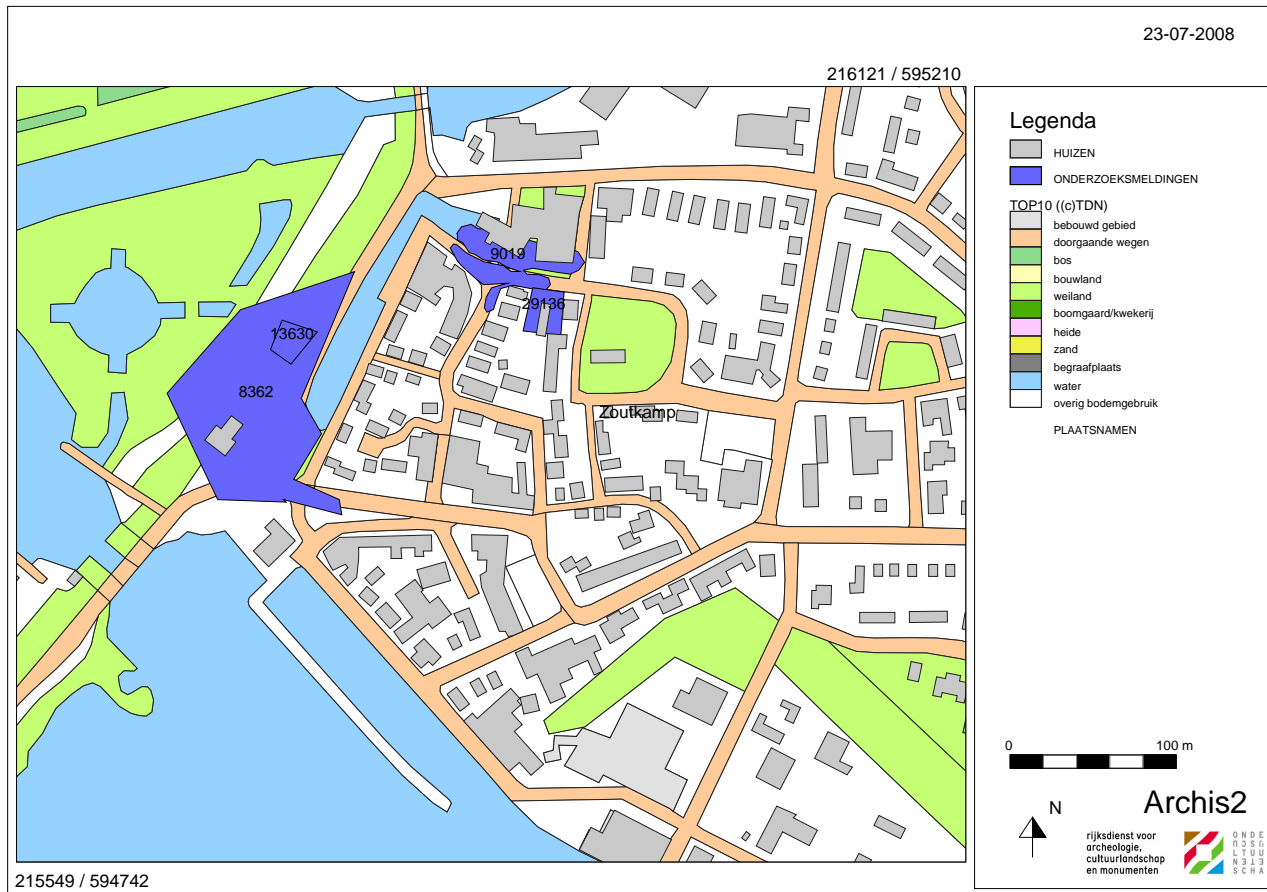 23-07-2008
216121 / 595210
9019
29136
13630
8362
Zoutkamp
215549 / 594742
Legenda
HUIZEN
ONDERZOEKSMELDINGEN
TOP10 ((c)TDN)
bebouwd gebied
doorgaande wegen
bos
bouwland
weiland
boomgaard/kwekerij
heide
zand
begraafplaats
water
overig bodemgebruik
PLAATSNAMEN
0 100 m
N
Archis2
rijksdienst voor
archeologie,
cultuurlandschap
en monumenten